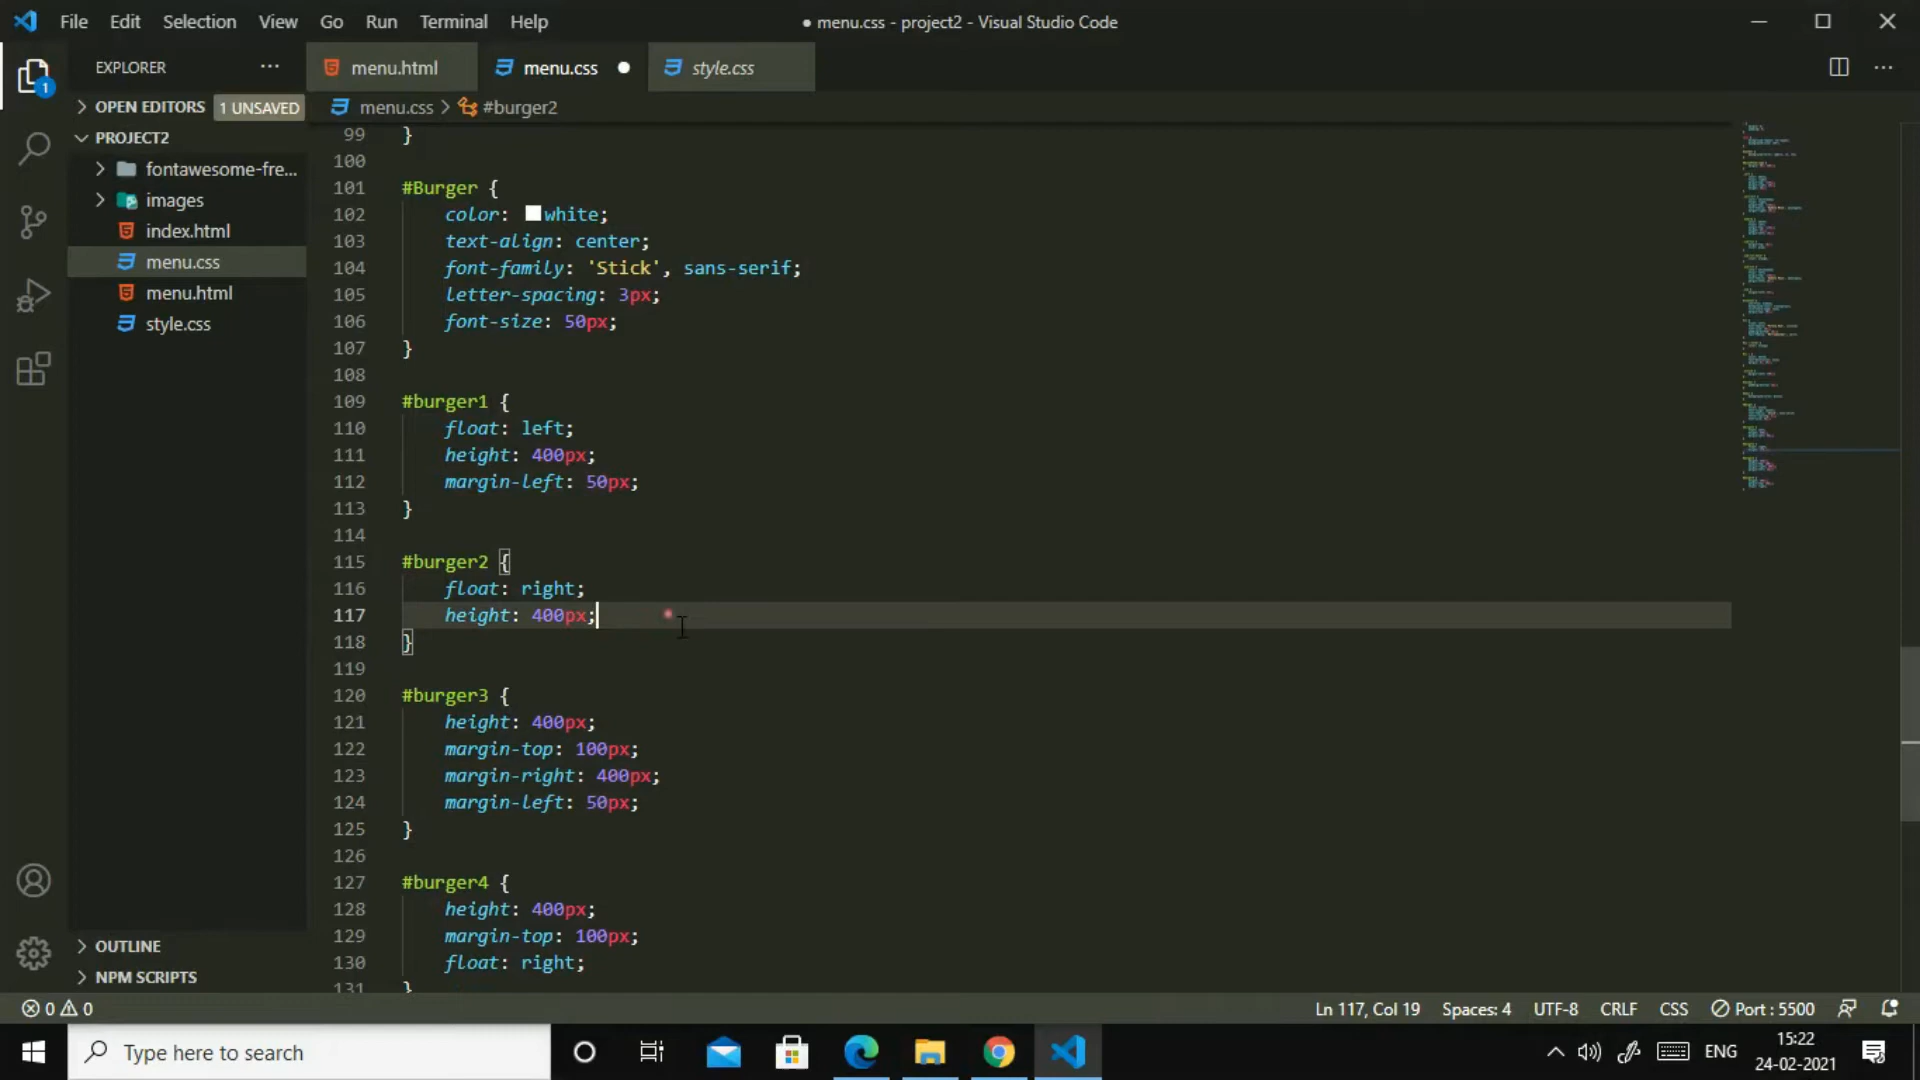 File Edit Selection View Go Run Terminal Help
● menu.css - project2 - Visual Studio Code
EXPLORER ···
menu.html
menu.css ●
style.css
1
OPEN EDITORS 1 UNSAVED
menu.css > #burger2
PROJECT2
fontawesome-fre...
images
index.html
menu.css
menu.html
style.css
OUTLINE
NPM SCRIPTS
99 }
100
101 #Burger {
102 color: white;
103 text-align: center;
104 font-family: 'Stick', sans-serif;
105 letter-spacing: 3px;
106 font-size: 50px;
107 }
108
109 #burger1 {
110 float: left;
111 height: 400px;
112 margin-left: 50px;
113 }
114
115 #burger2 {
116 float: right;
117 height: 400px;
118 }
119
120 #burger3 {
121 height: 400px;
122 margin-top: 100px;
123 margin-right: 400px;
124 margin-left: 50px;
125 }
126
127 #burger4 {
128 height: 400px;
129 margin-top: 100px;
130 float: right;
131 }
0 0
Ln 117, Col 19 Spaces: 4 UTF-8 CRLF CSS Port : 5500
Type here to search
ENG
15:22
24-02-2021